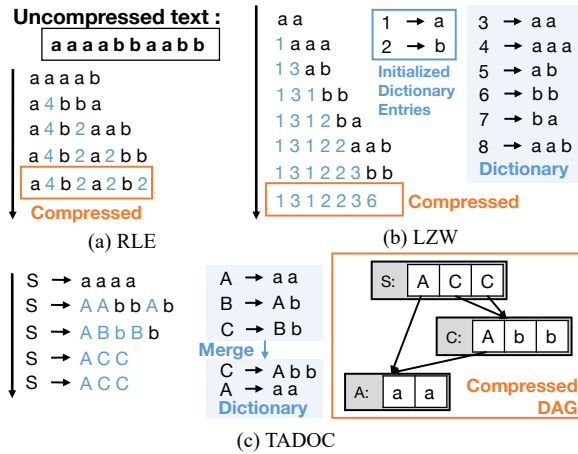 Uncompressed text :
a a a a b b a a b b
a a a a b
a 4 b b a
a 4 b 2 a a b
a 4 b 2 a 2 b b
a 4 b 2 a 2 b 2
Compressed
(a) RLE
a a
1 a a a
1 3 a b
1 3 1 b b
1 3 1 2 b a
1 3 1 2 2 a a b
1 3 1 2 2 3 b b
1 3 1 2 2 3 6
Compressed
1 → a
2 → b
Initialized
Dictionary
Entries
3 → a a
4 → a a a
5 → a b
6 → b b
7 → b a
8 → a a b
Dictionary
(b) LZW
S → a a a a
S → A A b b A b
S → A B b B b
S → A C C
S → A C C
A → a a
B → A b
C → B b
Merge
C → A b b
A → a a
Dictionary
S: A C C
C: A b b
A: a a
Compressed
DAG
(c) TADOC